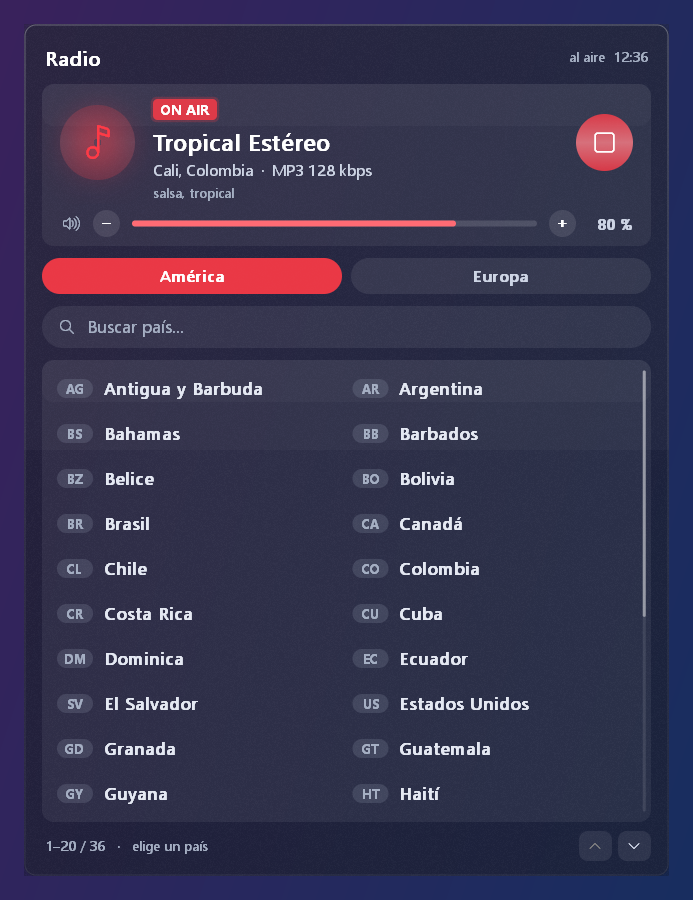 Radio al aire 12:36
ON AIR
Tropical Estéreo
Cali, Colombia · MP3 128 kbps
salsa, tropical
− + 80 %
América Europa
Buscar país...
AG Antigua y Barbuda AR Argentina
BS Bahamas BB Barbados
BZ Belice BO Bolivia
BR Brasil CA Canadá
CL Chile CO Colombia
CR Costa Rica CU Cuba
DM Dominica EC Ecuador
SV El Salvador US Estados Unidos
GD Granada GT Guatemala
GY Guyana HT Haití
1–20 / 36 · elige un país